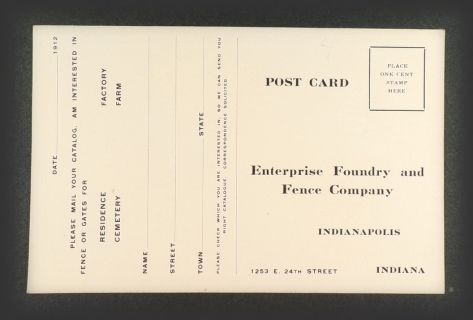 DATE 1912
PLEASE MAIL YOUR CATALOG. AM INTERESTED IN
FENCE OR GATES FOR
RESIDENCE FACTORY
CEMETERY FARM
NAME
STREET
TOWN STATE
PLEASE CHECK WHICH YOU ARE INTERESTED IN, SO WE CAN SEND YOU
RIGHT CATALOGUE. CORRESPONDENCE SOLICITED.
POST CARD
PLACE
ONE CENT
STAMP
HERE
Enterprise Foundry and
Fence Company
INDIANAPOLIS
1253 E. 24TH STREET INDIANA